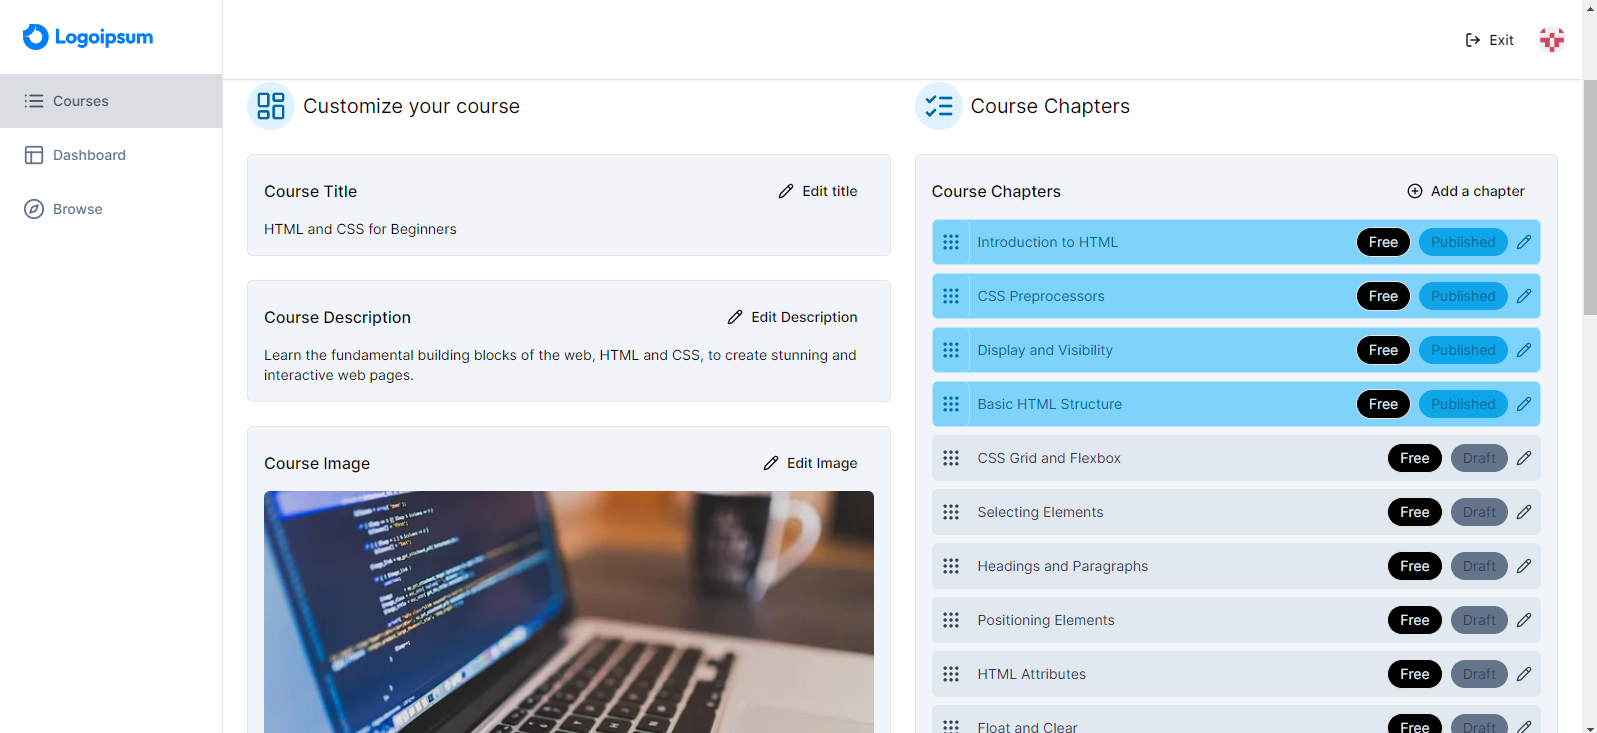 Logoipsum
Exit
Courses
Dashboard
Browse
Customize your course
Course Title
Edit title
HTML and CSS for Beginners
Course Description
Edit Description
Learn the fundamental building blocks of the web, HTML and CSS, to create stunning and
interactive web pages.
Course Image
Edit Image
Course Chapters
Course Chapters
Add a chapter
Introduction to HTML Free Published
CSS Preprocessors Free Published
Display and Visibility Free Published
Basic HTML Structure Free Published
CSS Grid and Flexbox Free Draft
Selecting Elements Free Draft
Headings and Paragraphs Free Draft
Positioning Elements Free Draft
HTML Attributes Free Draft
Float and Clear Free Draft